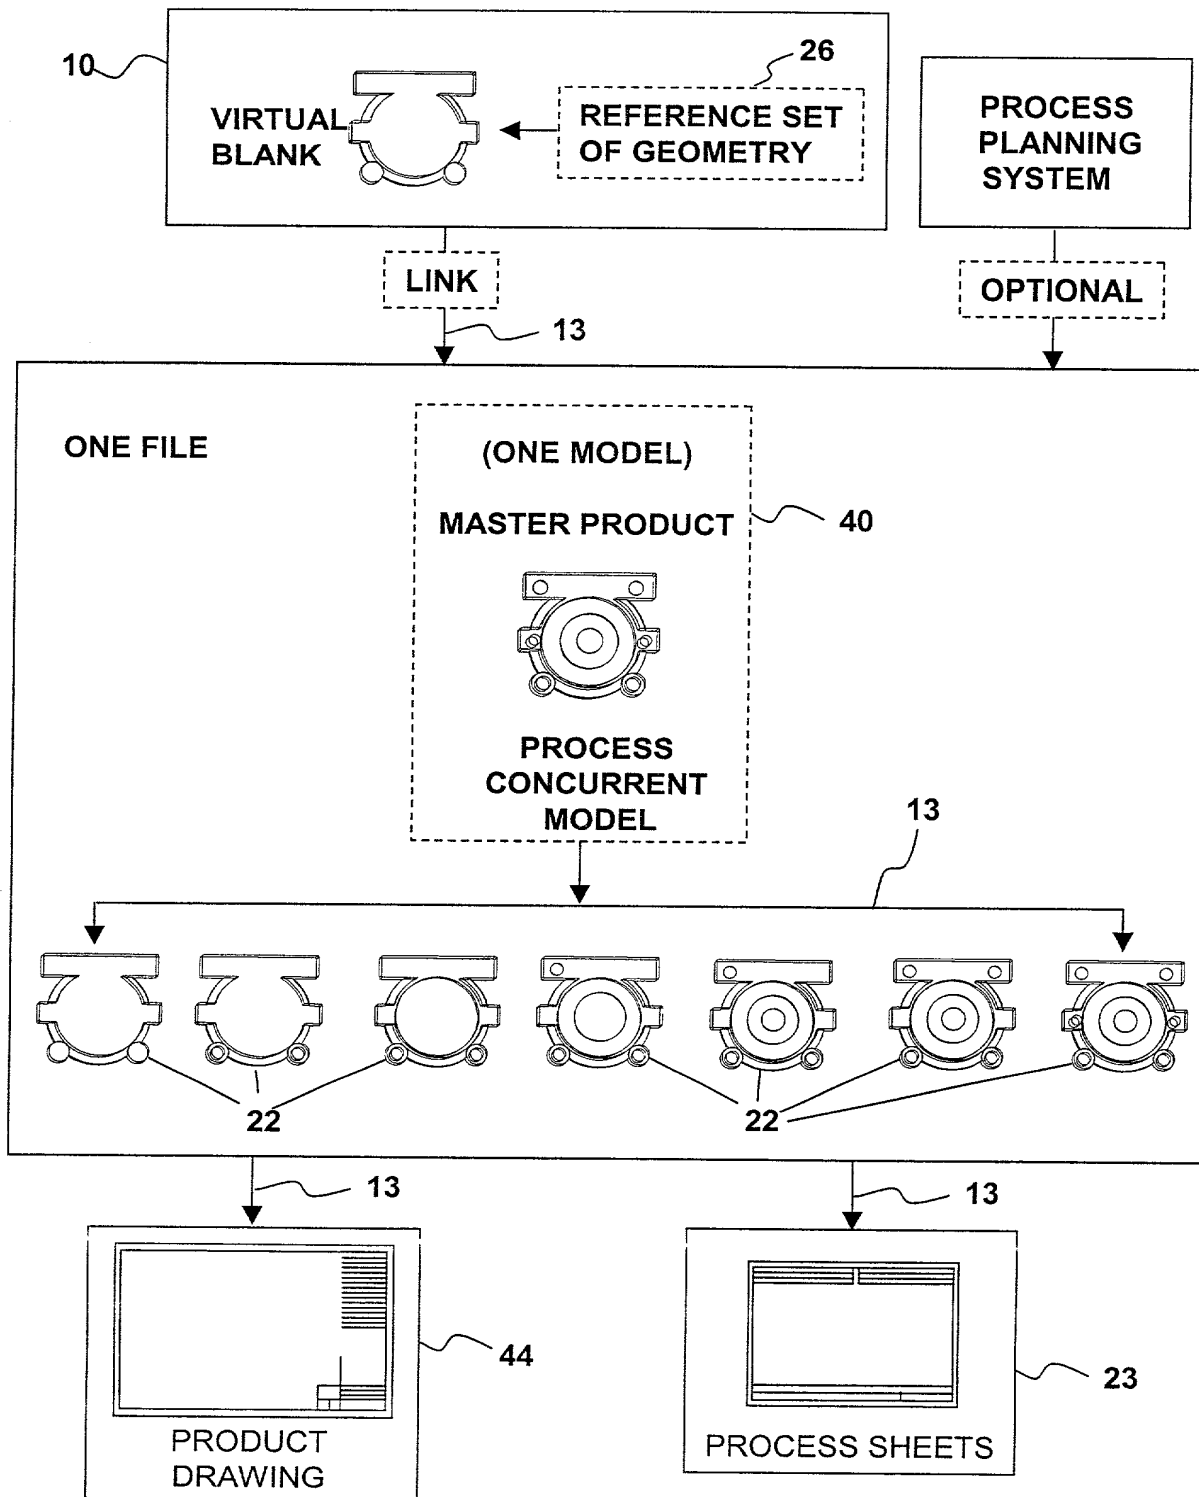 10
26
VIRTUAL
BLANK
REFERENCE SET
OF GEOMETRY
PROCESS
PLANNING
SYSTEM
LINK
OPTIONAL
13
ONE FILE
(ONE MODEL)
MASTER PRODUCT
40
PROCESS
CONCURRENT
MODEL
13
22
22
13
13
44
23
PRODUCT
DRAWING
PROCESS SHEETS